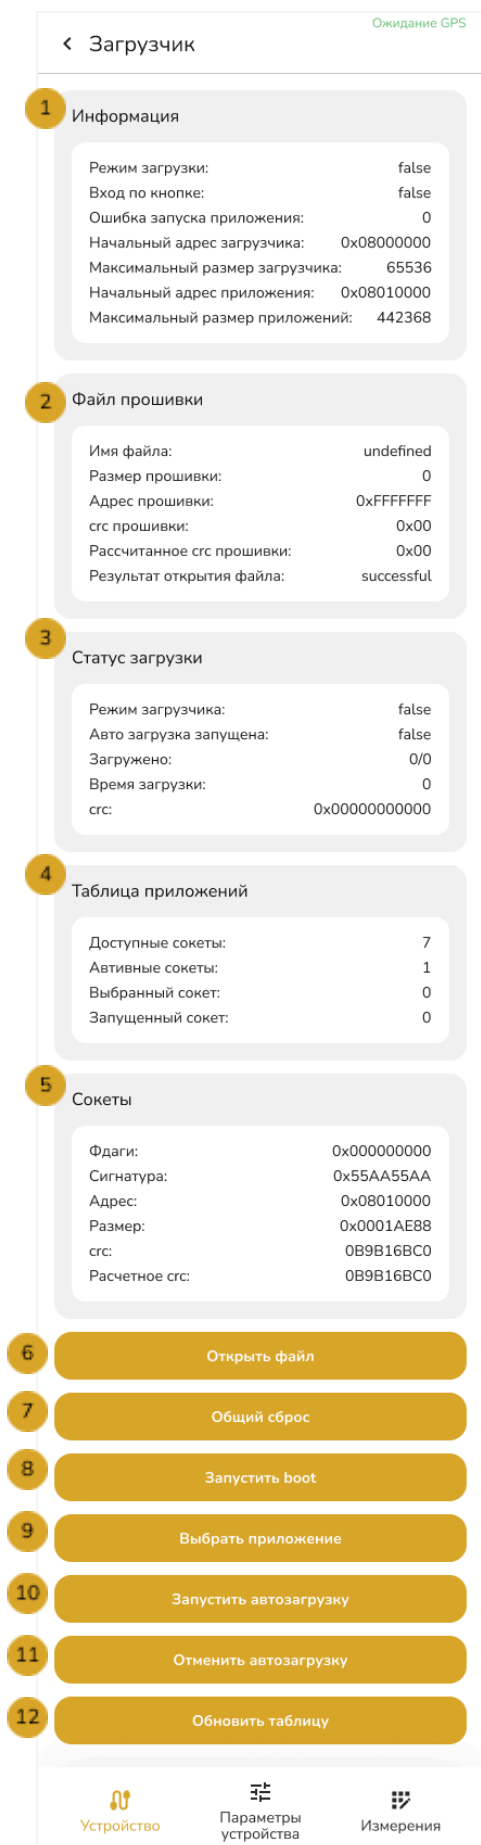 Ожидание GPS
Загрузчик
1
Информация
Режим загрузки: false
Вход по кнопке: false
Ошибка запуска приложения: 0
Начальный адрес загрузчика: 0x08000000
Максимальный размер загрузчика: 65536
Начальный адрес приложения: 0x08010000
Максимальный размер приложений: 442368
2
Файл прошивки
Имя файла: undefined
Размер прошивки: 0
Адрес прошивки: 0xFFFFFFF
crc прошивки: 0x00
Рассчитанное crc прошивки: 0x00
Результат открытия файла: successful
3
Статус загрузки
Режим загрузчика: false
Авто загрузка запущена: false
Загружено: 0/0
Время загрузки: 0
crc: 0x00000000000
4
Таблица приложений
Доступные сокеты: 7
Автивные сокеты: 1
Выбранный сокет: 0
Запущенный сокет: 0
5
Сокеты
Фдаги: 0x000000000
Сигнатура: 0x55AA55AA
Адрес: 0x08010000
Размер: 0x0001AE88
crc: 0B9B16BC0
Расчетное crc: 0B9B16BC0
6 Открыть файл
7 Общий сброс
8 Запустить boot
9 Выбрать приложение
10 Запустить автозагрузку
11 Отменить автозагрузку
12 Обновить таблицу
Устройство
Параметры
устройства
Измерения